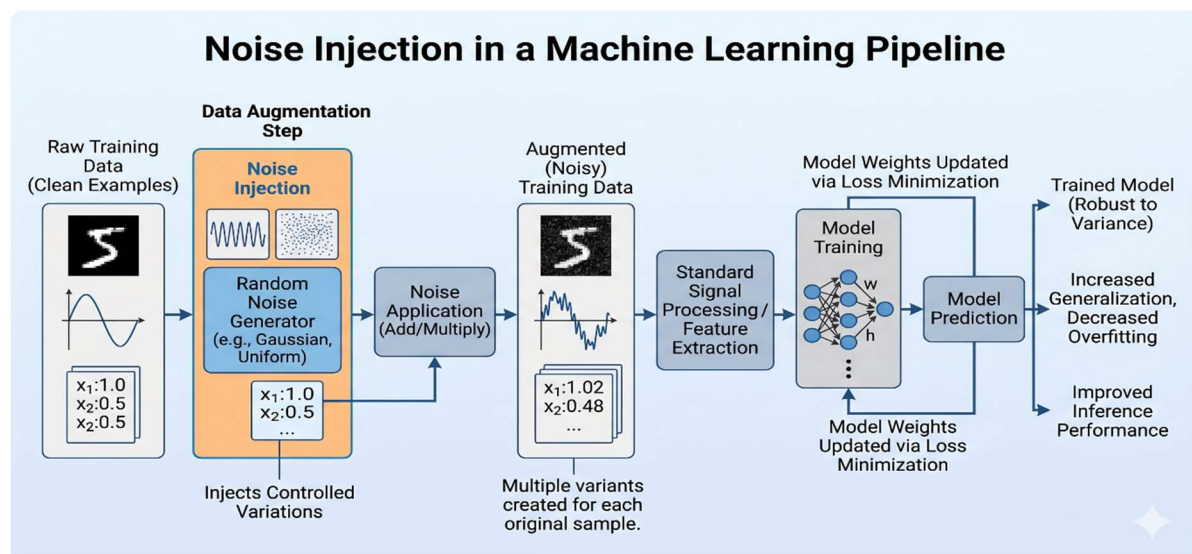 Noise Injection in a Machine Learning Pipeline
Data Augmentation
Step
Raw Training
Data
(Clean Examples)
x₁:1.0
x₂:0.5
x₂:0.5
Noise
Injection
Random
Noise
Generator
(e.g., Gaussian,
Uniform)
x₁:1.0
x₂:0.5
...
Injects Controlled
Variations
Noise
Application
(Add/Multiply)
Augmented
(Noisy)
Training Data
x₁:1.02
x₂:0.48
...
Multiple variants
created for each
original sample.
Standard
Signal
Processing/
Feature
Extraction
Model Weights Updated
via Loss Minimization
Model
Training
w
h
Model Weights
Updated via Loss
Minimization
Model
Prediction
Trained Model
(Robust to
Variance)
Increased
Generalization,
Decreased
Overfitting
Improved
Inference
Performance